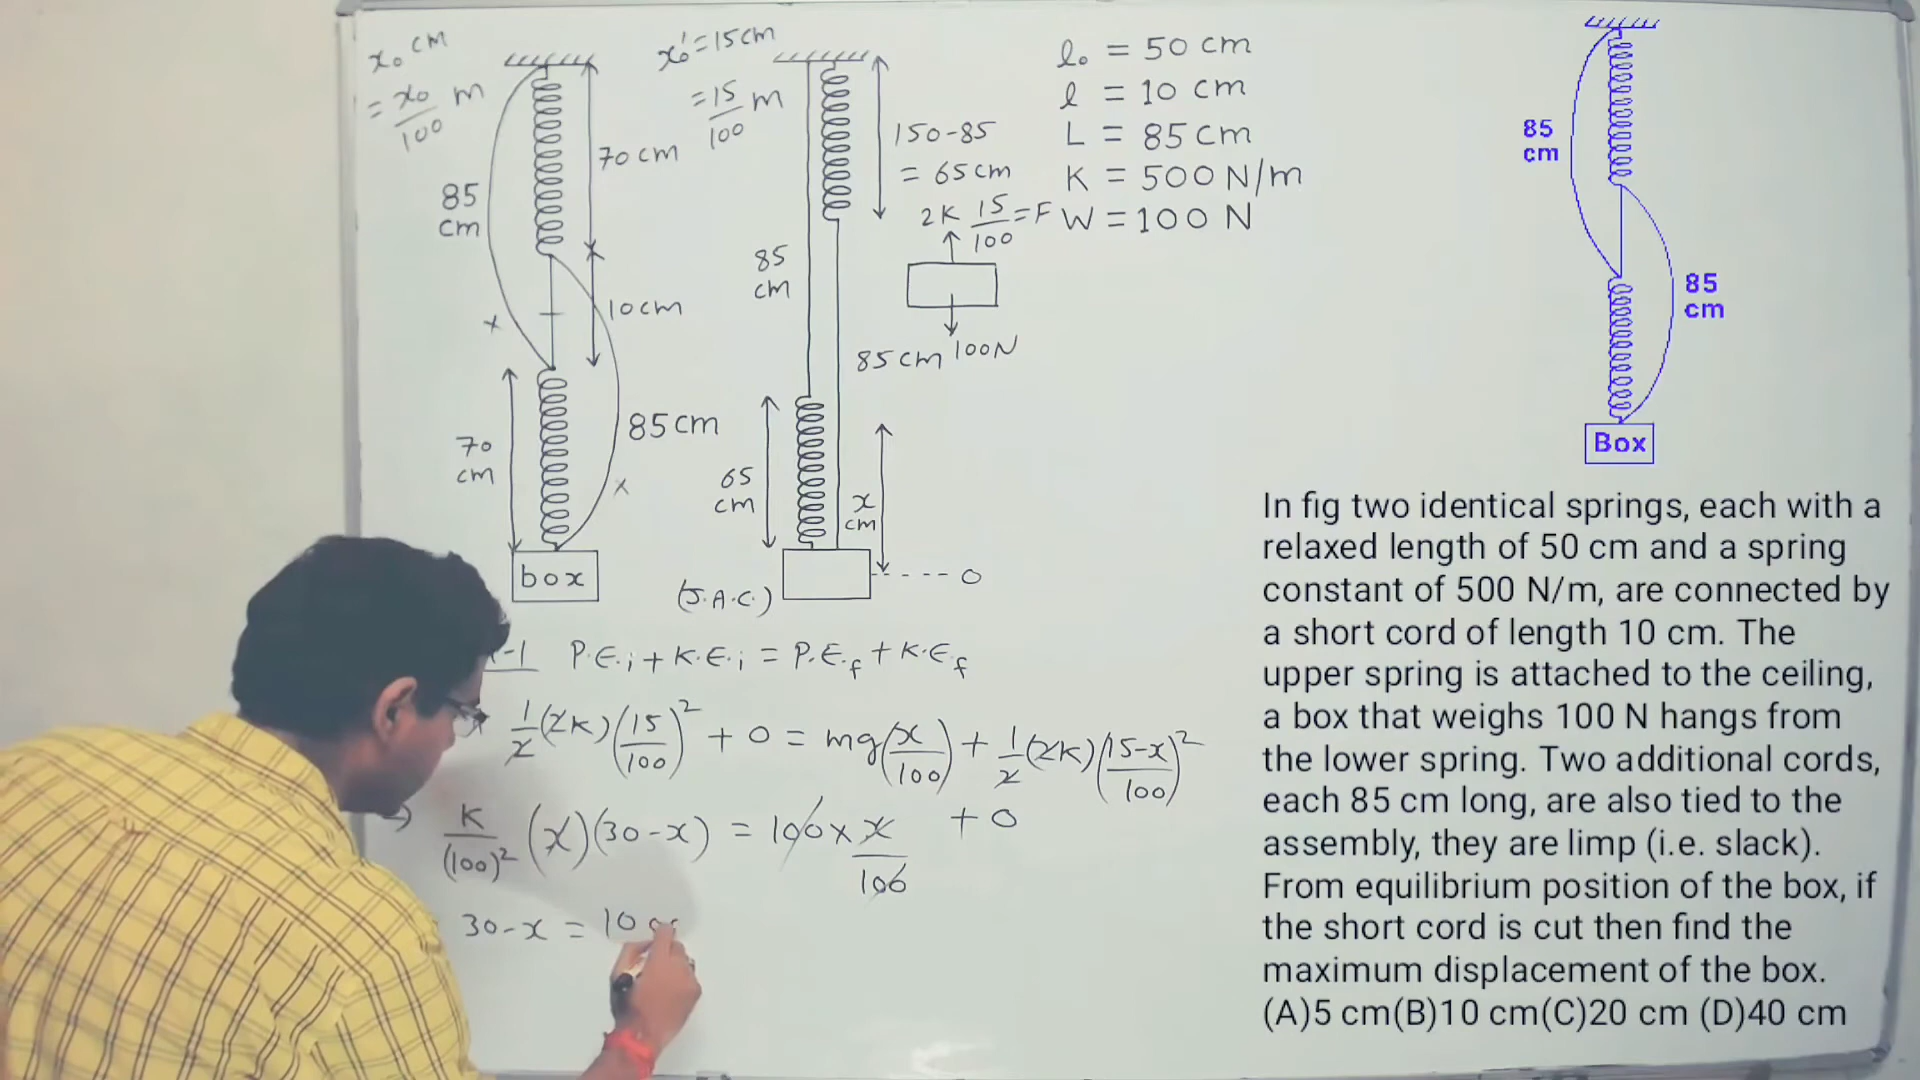 x₀ cm
= x₀/100 m
85
cm
70 cm
10 cm
85 cm
70
cm
box
x₀' = 15 cm
= 15/100 m
150-85
= 65 cm
2K 15/100 = F
100N
85
cm
85 cm
65
cm
x
cm
0
(J.A.C.)
l₀ = 50 cm
l = 10 cm
L = 85 cm
K = 500 N/m
W = 100 N
-1 P.E.i + K.E.i = P.E.f + K.E.f
1/2 (2K) (15/100)² + 0 = mg (x/100) + 1/2 (2K) (15-x/100)²
K/(100)² (x)(30-x) = 100 × x/100 + 0
30-x =
85
cm
85
cm
Box
In fig two identical springs, each with a
relaxed length of 50 cm and a spring
constant of 500 N/m, are connected by
a short cord of length 10 cm. The
upper spring is attached to the ceiling,
a box that weighs 100 N hangs from
the lower spring. Two additional cords,
each 85 cm long, are also tied to the
assembly, they are limp (i.e. slack).
From equilibrium position of the box, if
the short cord is cut then find the
maximum displacement of the box.
(A)5 cm(B)10 cm(C)20 cm (D)40 cm